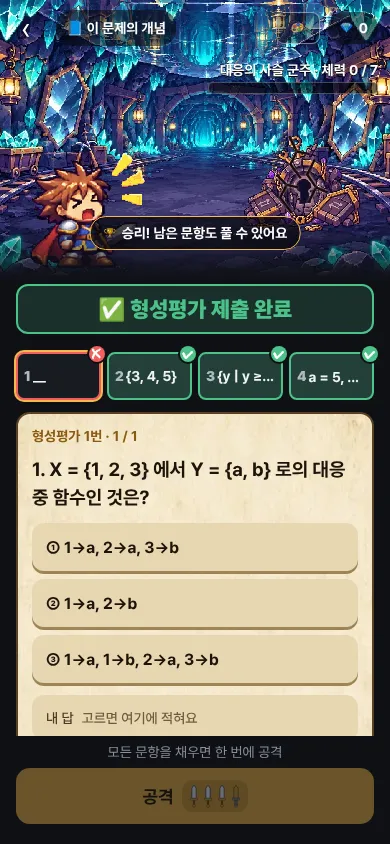 ‹ 📘 이 문제의 개념 💎 0
대응의 사슬 군주 · 체력 0 / 7
🏆 승리! 남은 문항도 풀 수 있어요
✅ 형성평가 제출 완료
1 __ 2 {3, 4, 5} 3 {y | y ≥... 4 a = 5, ...
형성평가 1번 · 1 / 1
1. X = {1, 2, 3} 에서 Y = {a, b} 로의 대응
중 함수인 것은?
① 1→a, 2→a, 3→b
② 1→a, 2→b
③ 1→a, 1→b, 2→a, 3→b
내 답 고르면 여기에 적혀요
모든 문항을 채우면 한 번에 공격
공격